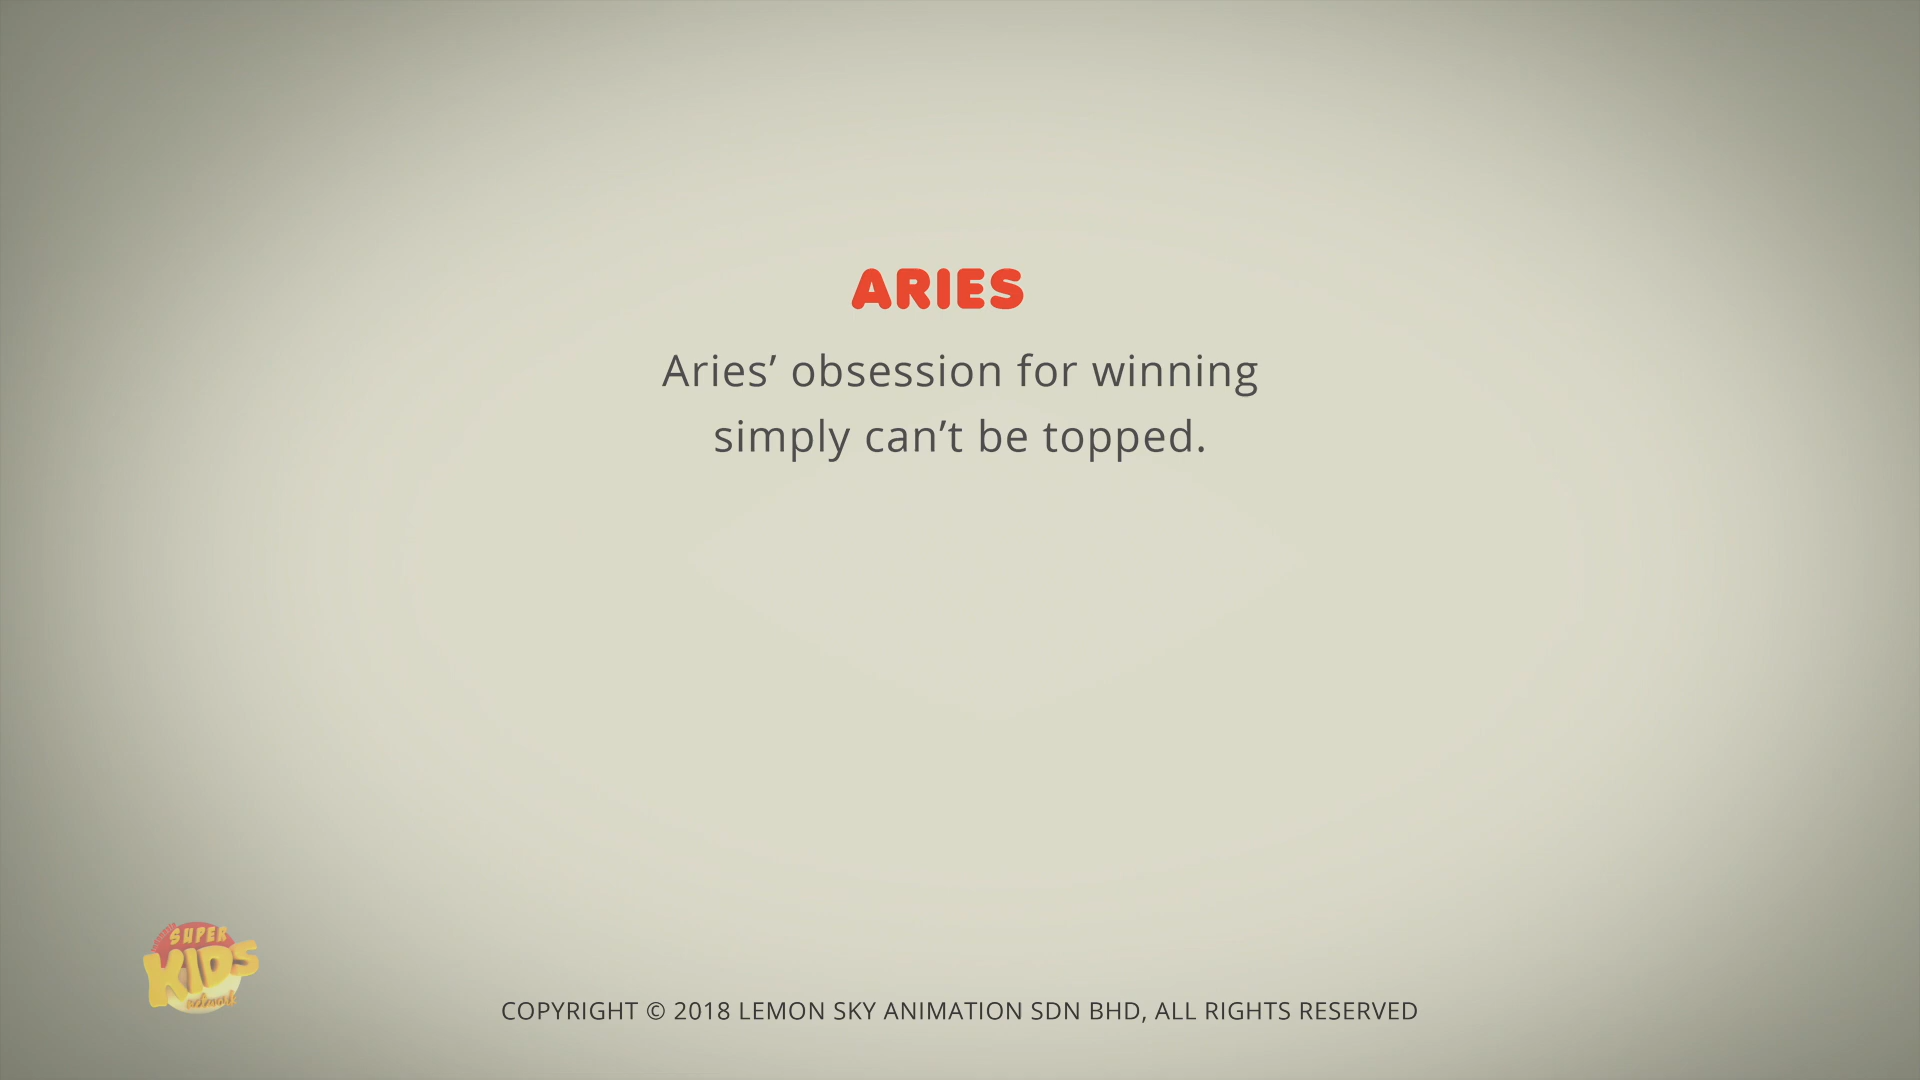 ARIES
Aries’ obsession for winning
simply can’t be topped.
SUPER
KIDS
network
COPYRIGHT © 2018 LEMON SKY ANIMATION SDN BHD, ALL RIGHTS RESERVED